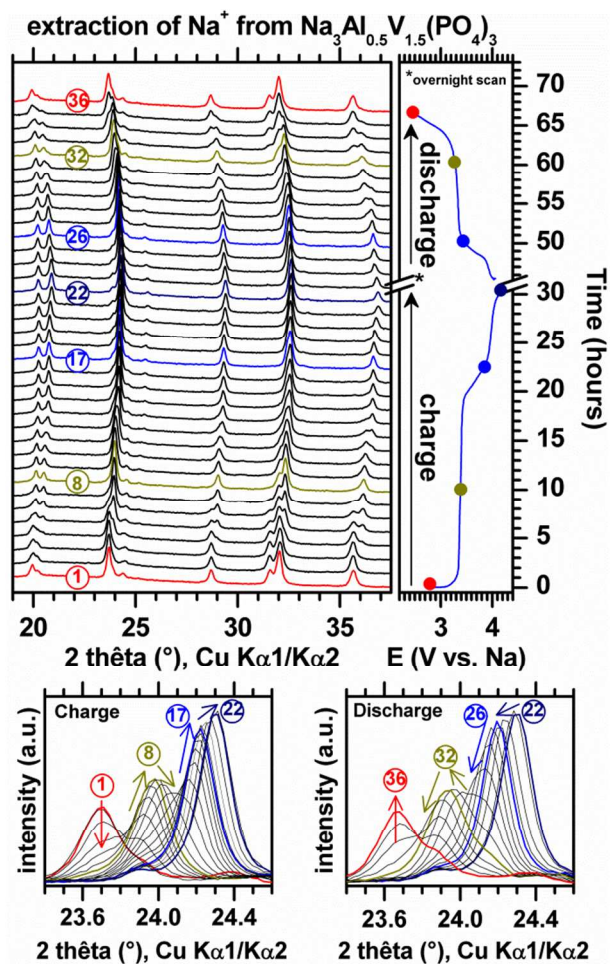 extraction of Na⁺ from Na₃Al₀.₅V₁.₅(PO₄)₃
36
32
26
22
17
8
1
*overnight scan
discharge
*
charge
70
65
60
50
30
25
20
15
10
5
0
Time (hours)
20 25 30 35
3 4
2 thêta (°), Cu Kα1/Kα2
E (V vs. Na)
Charge
1
8
17
22
intensity (a.u.)
23.6 24.0 24.4
2 thêta (°), Cu Kα1/Kα2
Discharge
36
32
26
22
intensity (a.u.)
23.6 24.0 24.4
2 thêta (°), Cu Kα1/Kα2